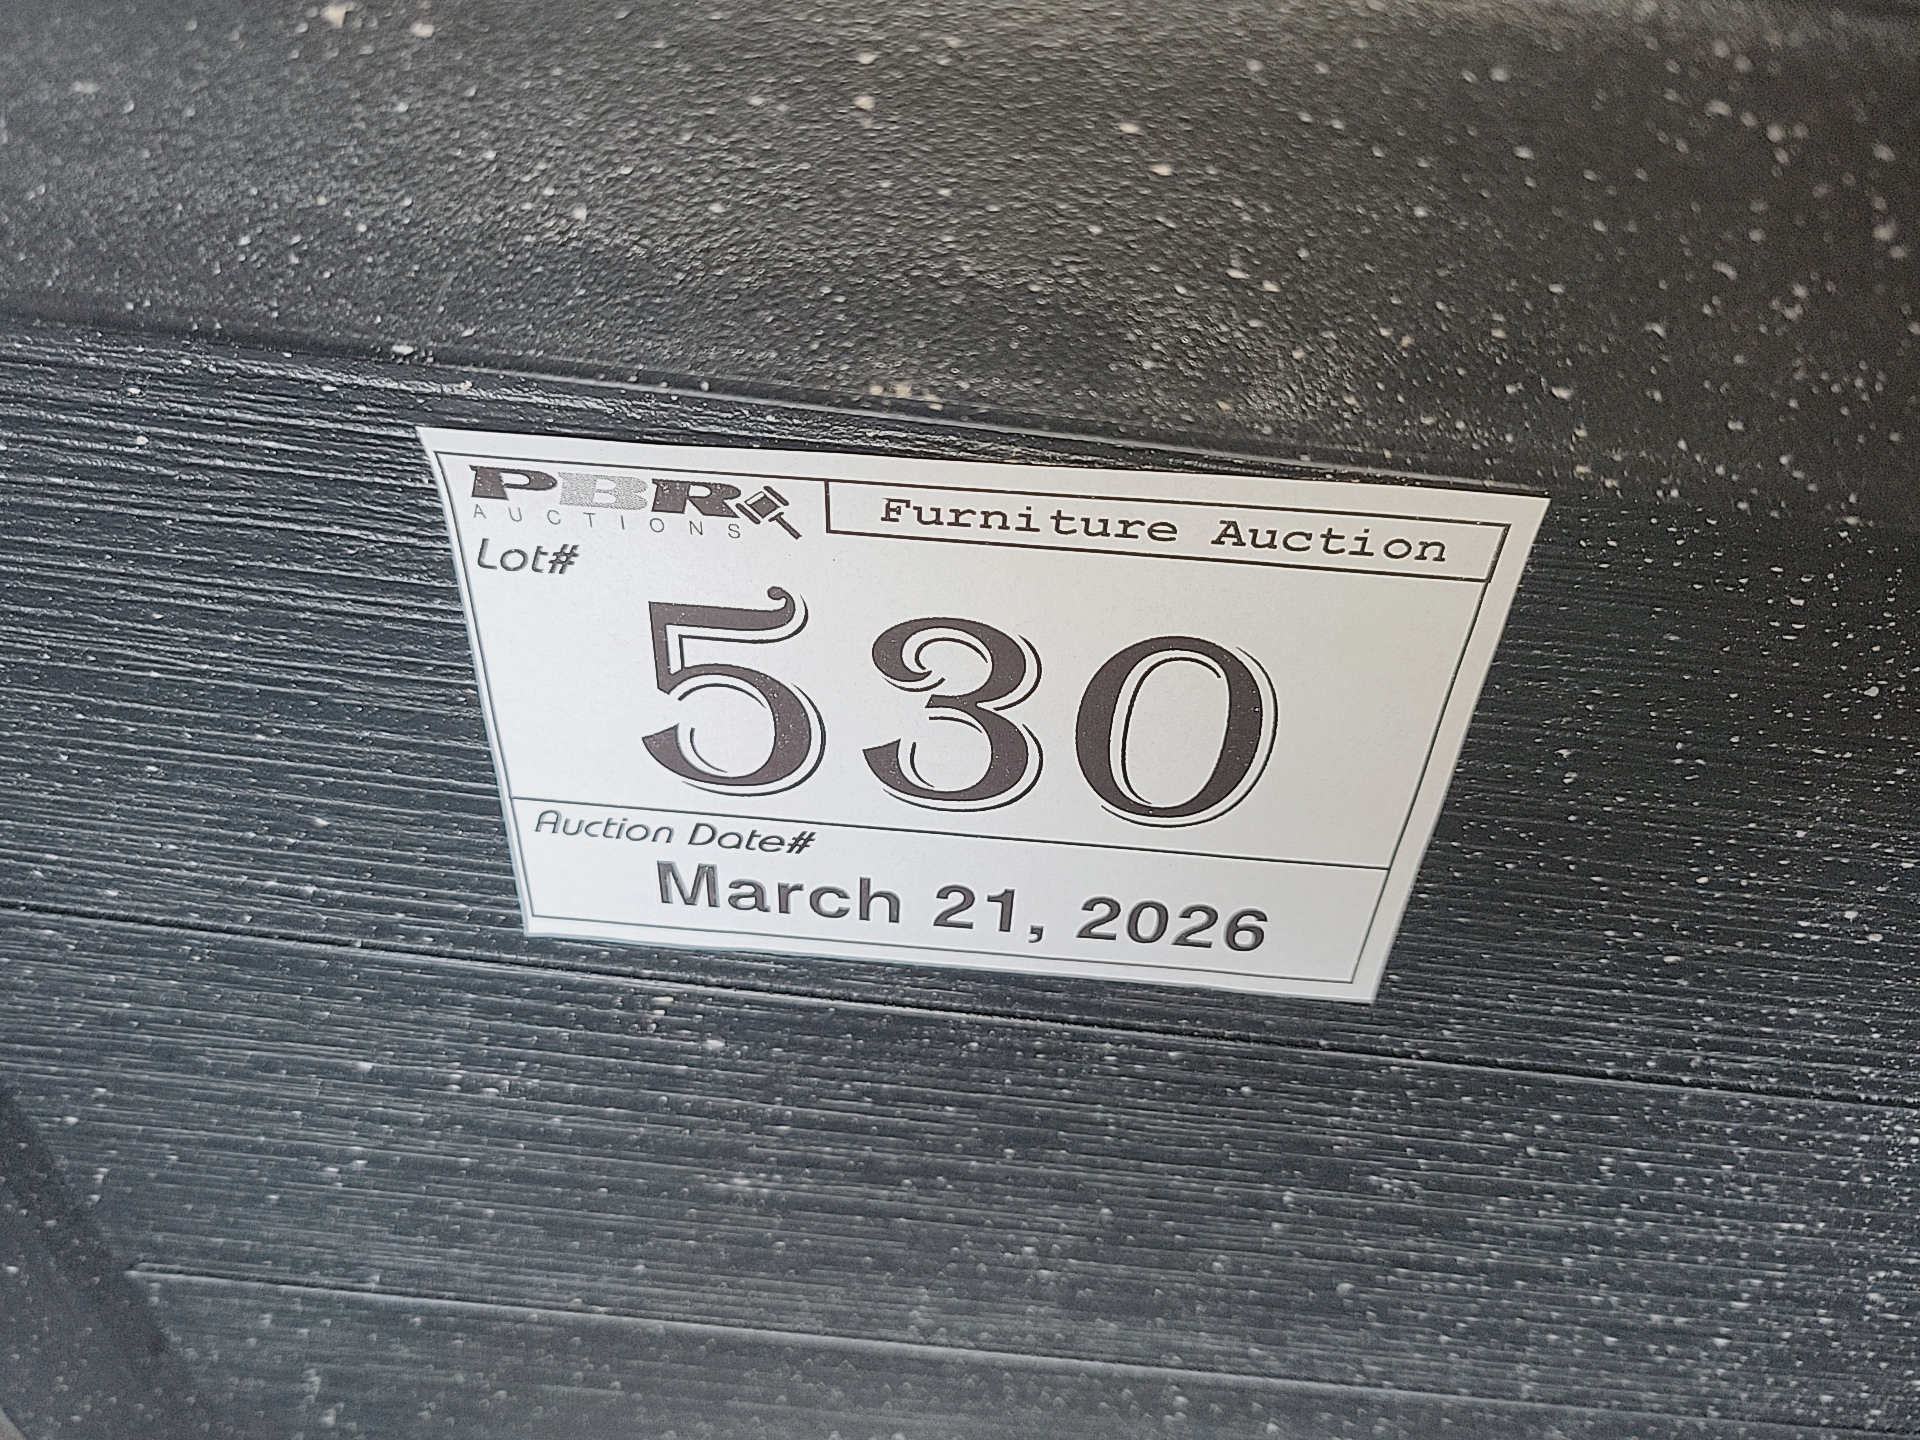 PBR
AUCTIONS
Furniture Auction
Lot#
530
Auction Date#
March 21, 2026